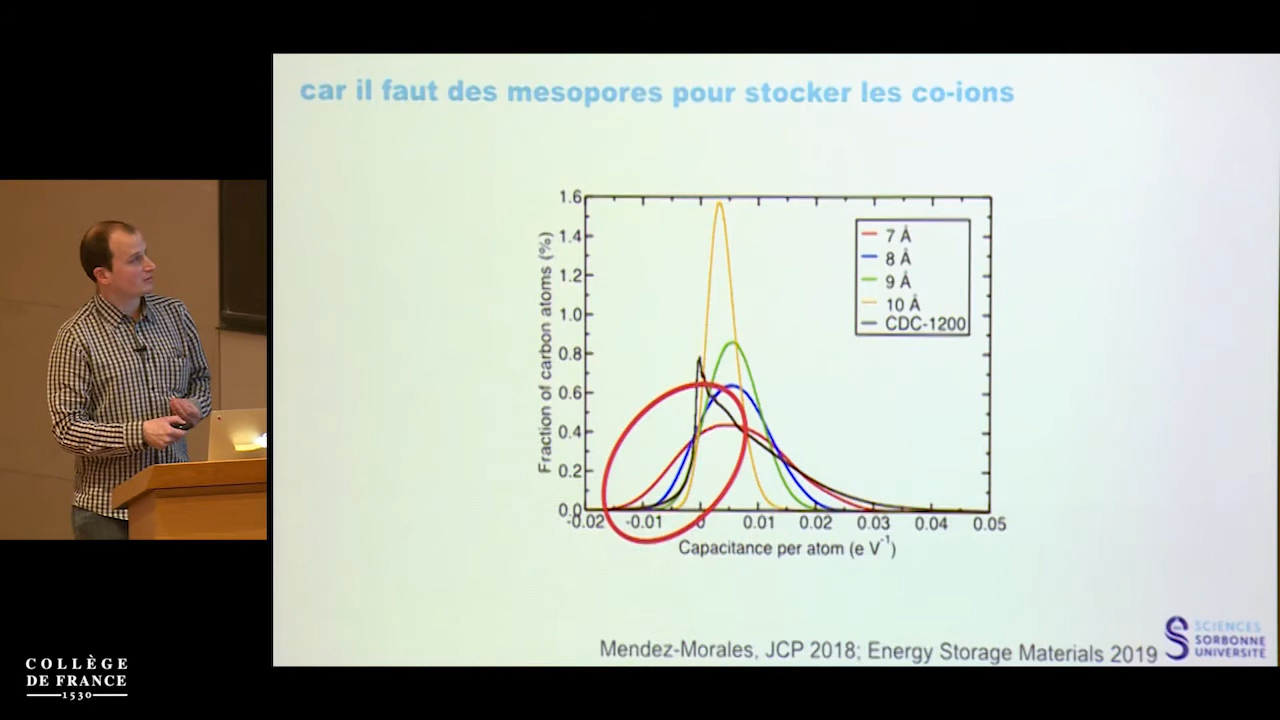 car il faut des mesopores pour stocker les co-ions
1.6
1.4
1.2
1.0
0.8
0.6
0.4
0.2
0.0
Fraction of carbon atoms (%)
7 Å
8 Å
9 Å
10 Å
CDC-1200
-0.02 -0.01 0 0.01 0.02 0.03 0.04 0.05
Capacitance per atom (e V⁻¹)
Mendez-Morales, JCP 2018; Energy Storage Materials 2019
SCIENCES
SORBONNE
UNIVERSITÉ
COLLÈGE
DE FRANCE
1530